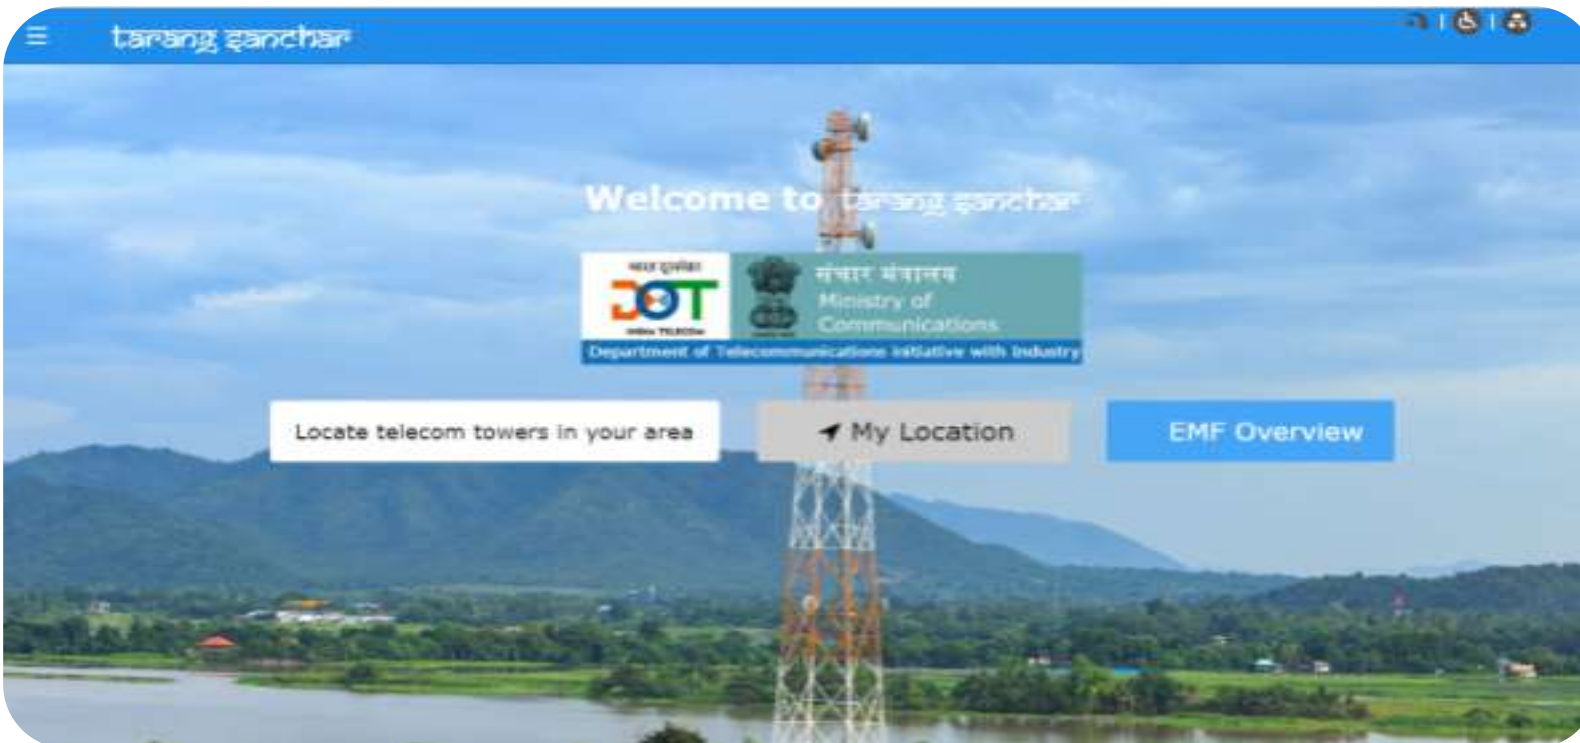 tarang sanchar
Welcome to tarang sanchar
DOT
संचार मंत्रालय
Ministry of
Communications
Department of Telecommunications Initiative with Industry
Locate telecom towers in your area
My Location
EMF Overview